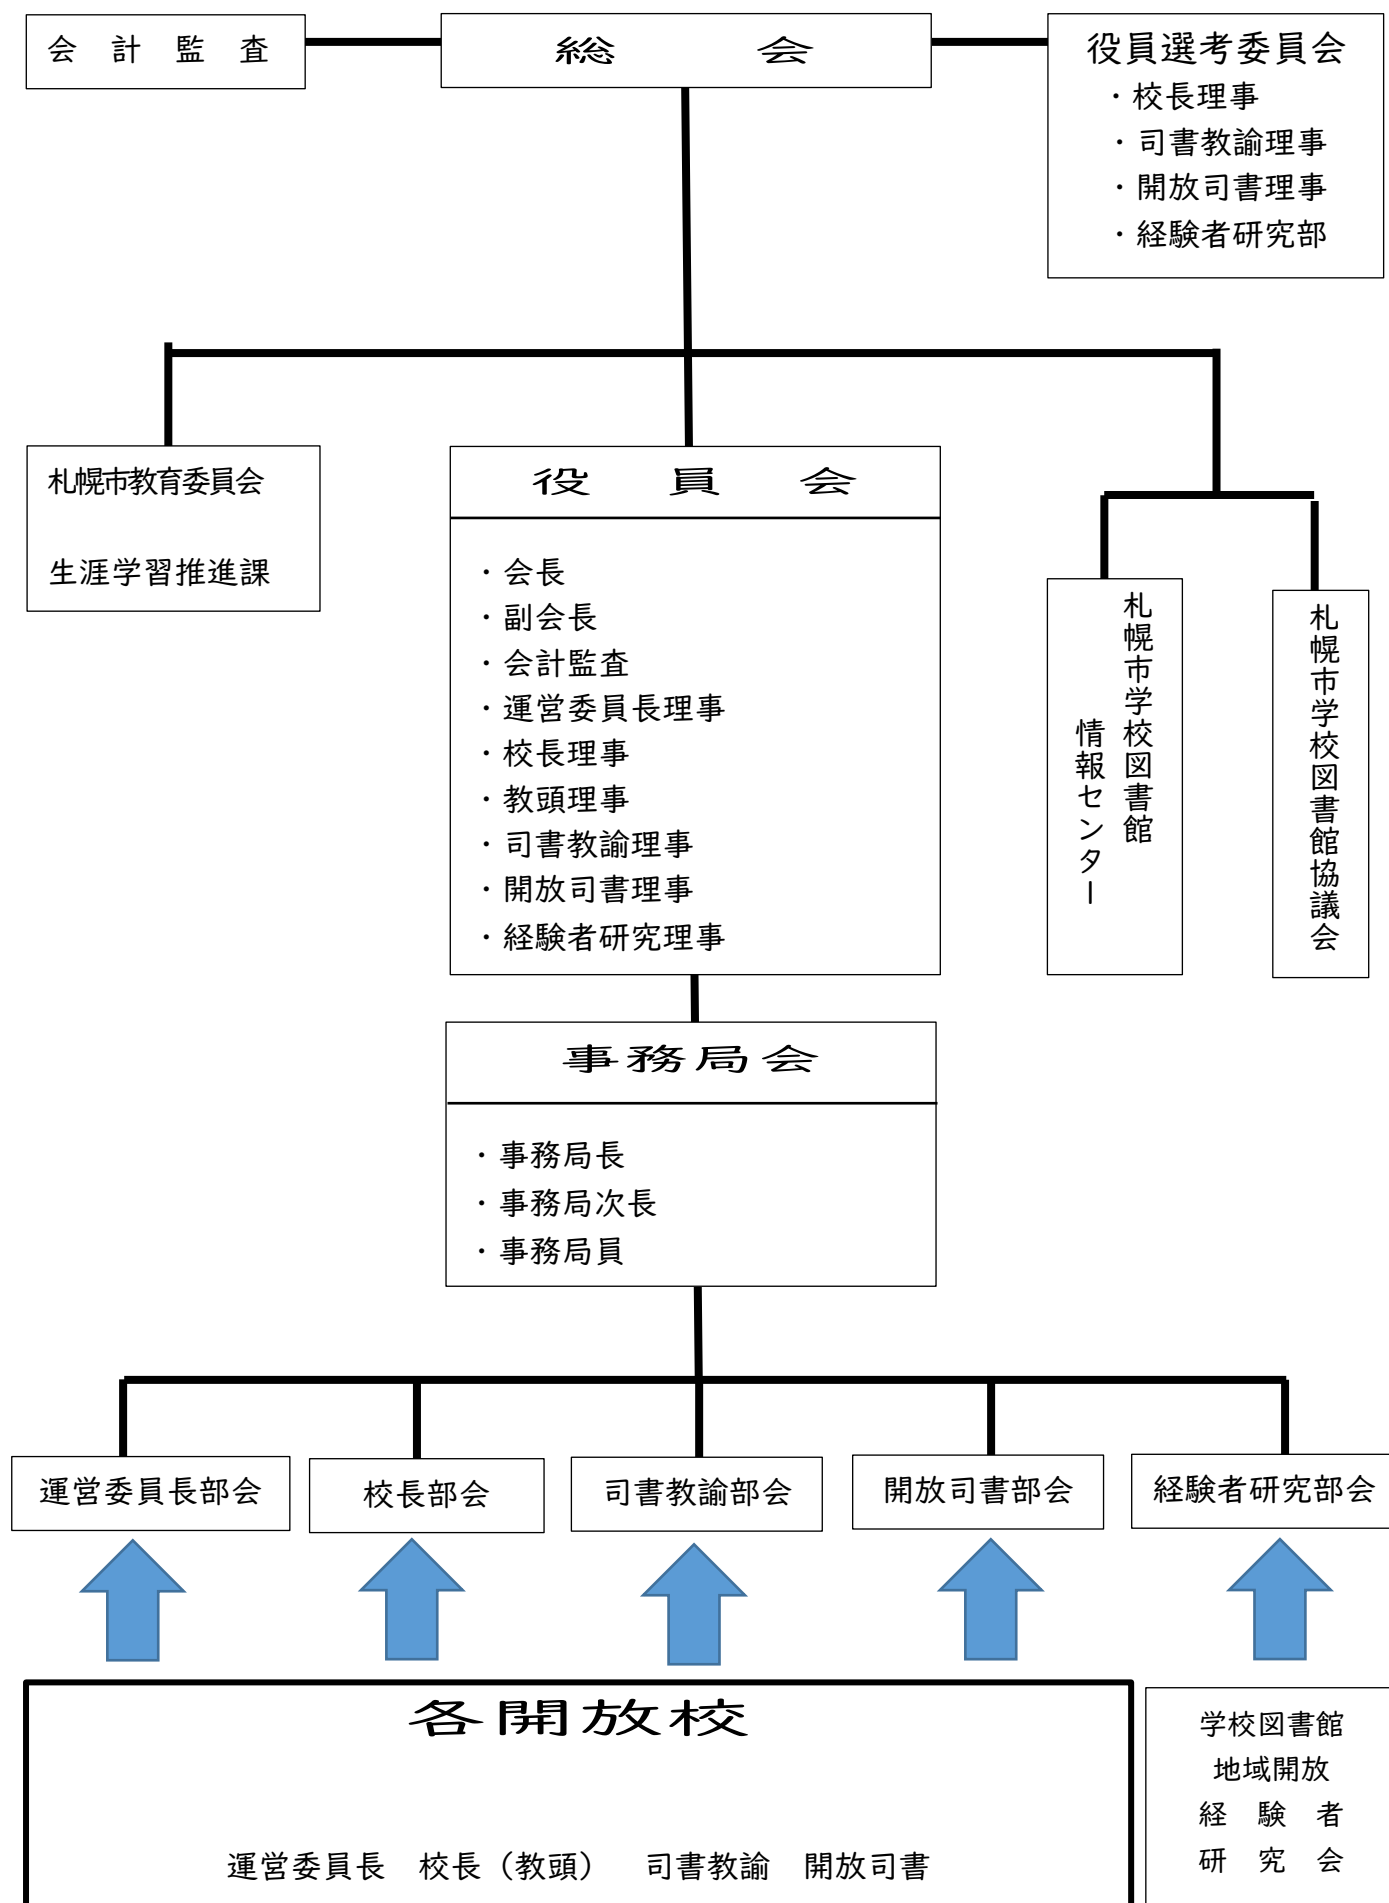 会　計　監　査
総　　　会
役員選考委員会
・校長理事
・司書教諭理事
・開放司書理事
・経験者研究部
札幌市教育委員会
生涯学習推進課
役　員　会
・会長
・副会長
・会計監査
・運営委員長理事
・校長理事
・教頭理事
・司書教諭理事
・開放司書理事
・経験者研究理事
札幌市学校図書館
情報センター
札幌市学校図書館協議会
事務局会
・事務局長
・事務局次長
・事務局員
運営委員長部会
校長部会
司書教諭部会
開放司書部会
経験者研究部会
各開放校
運営委員長　校長（教頭）　司書教諭　開放司書
学校図書館
地域開放
経　験　者
研　究　会